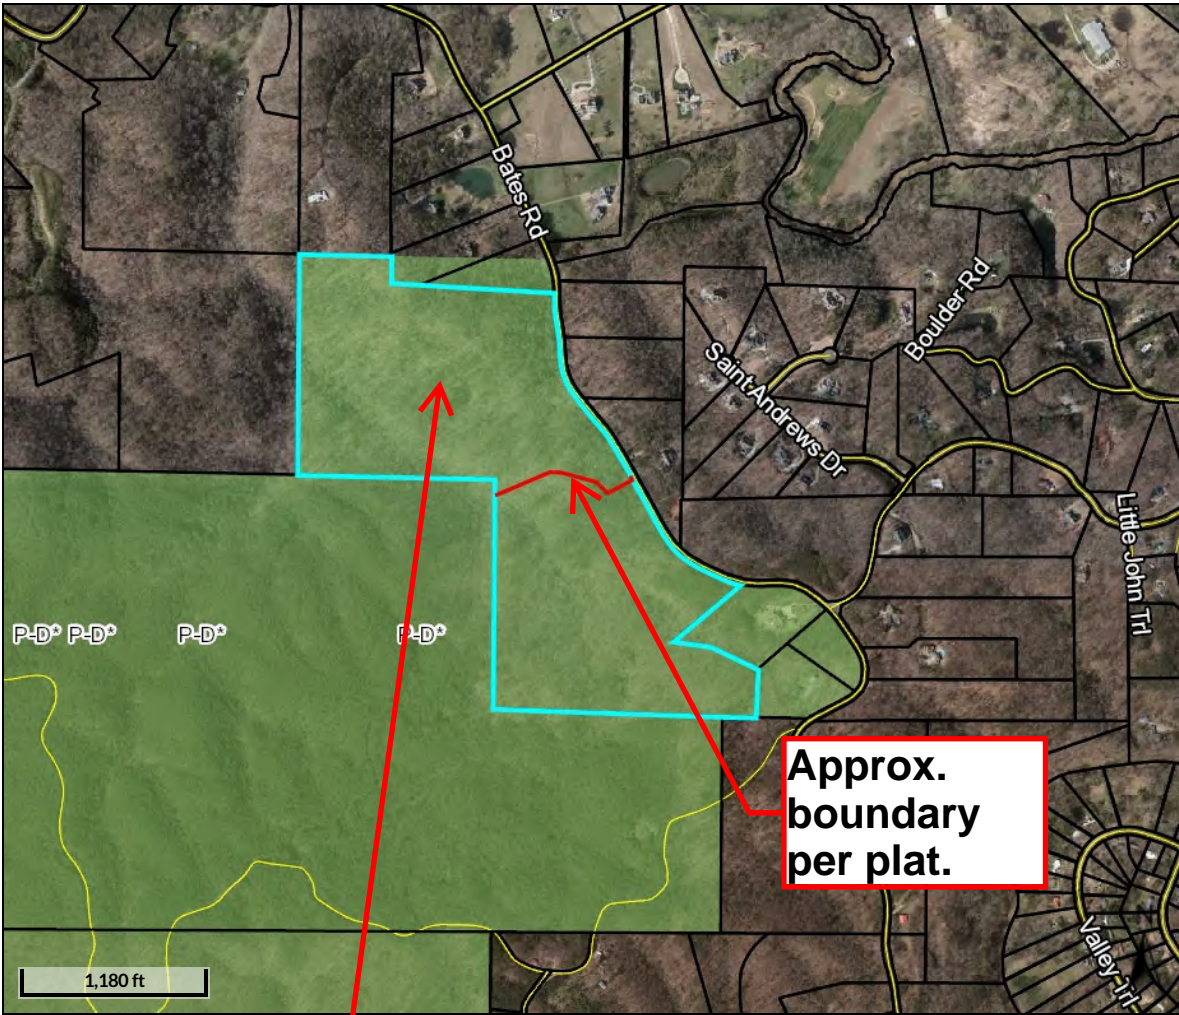 Bates Rd
Boulder Rd
Saint Andrews Dr
Little John Trl
P-D* P-D* P-D* P-D*
Approx.
boundary
per plat.
Valley Trl
1,180 ft